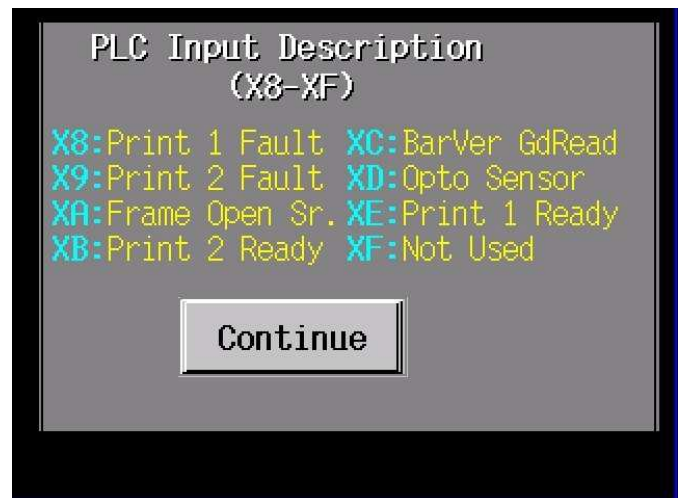 PLC Input Description
(X8-XF)
X8:Print 1 Fault XC:BarVer GdRead
X9:Print 2 Fault XD:Opto Sensor
XA:Frame Open Sr. XE:Print 1 Ready
XB:Print 2 Ready XF:Not Used
Continue